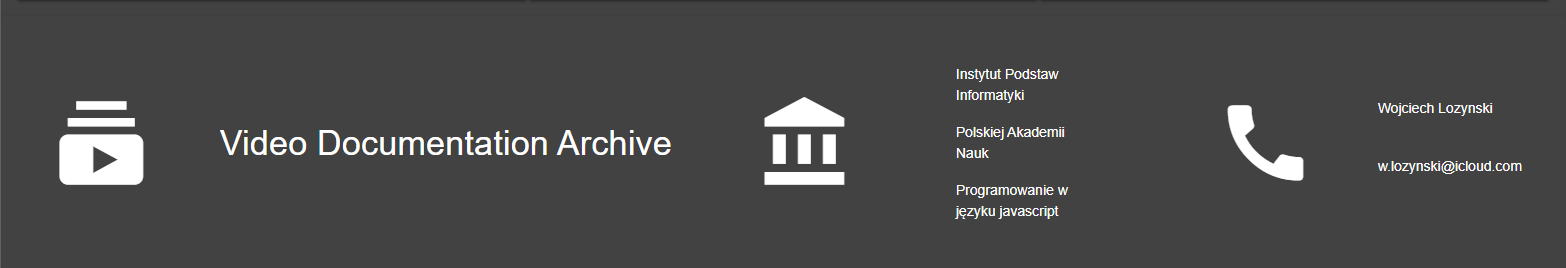 Video Documentation Archive
Instytut Podstaw
Informatyki
Polskiej Akademii
Nauk
Programowanie w
języku javascript
Wojciech Lozynski
w.lozynski@icloud.com